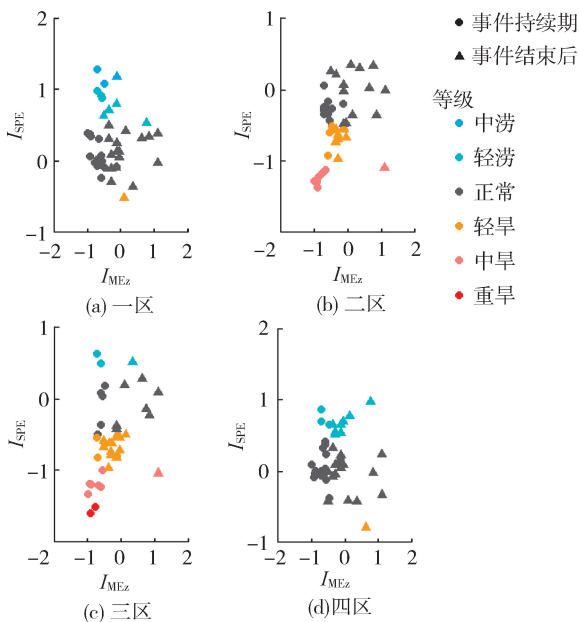 2
1
0
−1
I_SPE
−1 0 1 2
I_MEz
(a) 一区
1
0
−1
−2
I_SPE
−1 0 1 2
I_MEz
(b) 二区
事件持续期
事件结束后
等级
中涝
轻涝
正常
轻旱
中旱
重旱
1
0
−1
−2
I_SPE
−1 0 1 2
I_MEz
(c) 三区
2
1
0
−1
I_SPE
−1 0 1 2
I_MEz
(d)四区